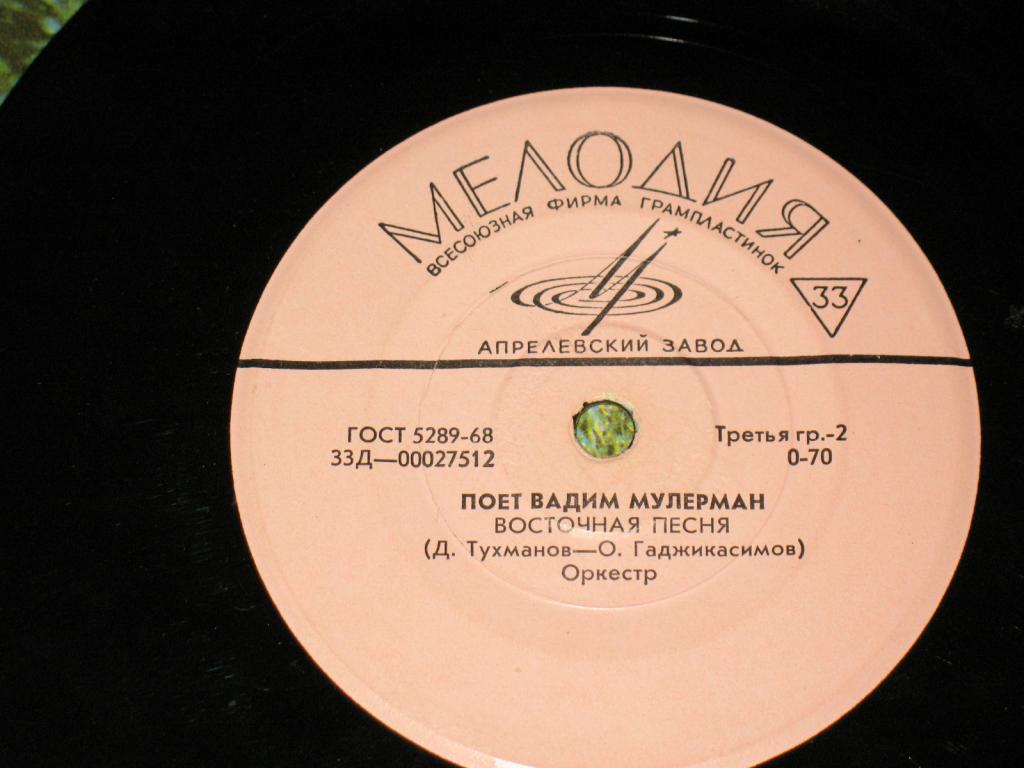 МЕЛОДИЯ
ВСЕСОЮЗНАЯ ФИРМА ГРАМПЛАСТИНОК
33
АПРЕЛЕВСКИЙ ЗАВОД
ГОСТ 5289-68
33Д—00027512
Третья гр.-2
0-70
ПОЕТ ВАДИМ МУЛЕРМАН
ВОСТОЧНАЯ ПЕСНЯ
(Д. Тухманов—О. Гаджикасимов)
Оркестр